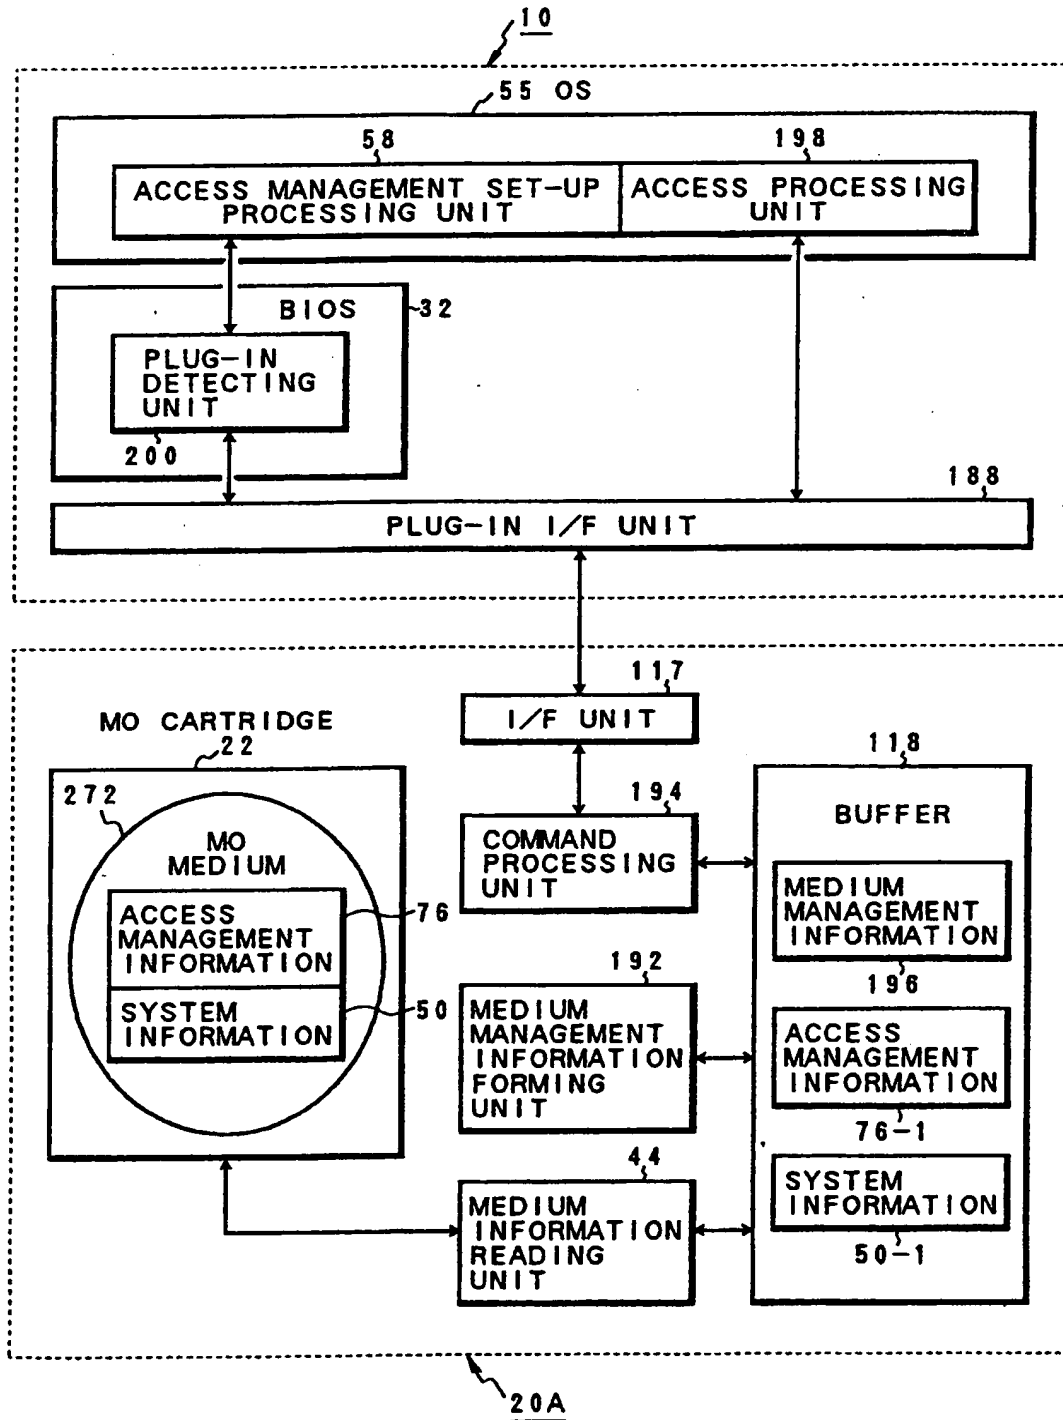 10
55 OS
58
198
ACCESS MANAGEMENT SET-UP
PROCESSING UNIT
ACCESS PROCESSING
UNIT
BIOS
32
PLUG-IN
DETECTING
UNIT
200
188
PLUG-IN I/F UNIT
117
I/F UNIT
MO CARTRIDGE
22
272
MO
MEDIUM
ACCESS
MANAGEMENT
INFORMATION
76
SYSTEM
INFORMATION
50
194
COMMAND
PROCESSING
UNIT
192
MEDIUM
MANAGEMENT
INFORMATION
FORMING
UNIT
44
MEDIUM
INFORMATION
READING
UNIT
118
BUFFER
MEDIUM
MANAGEMENT
INFORMATION
196
ACCESS
MANAGEMENT
INFORMATION
76-1
SYSTEM
INFORMATION
50-1
20A